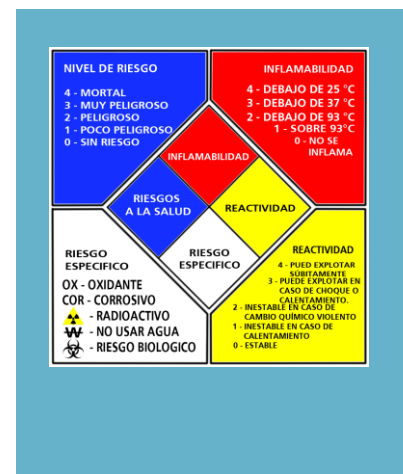 NIVEL DE RIESGO
4 - MORTAL
3 - MUY PELIGROSO
2 - PELIGROSO
1 - POCO PELIGROSO
0 - SIN RIESGO
INFLAMABILIDAD
4 - DEBAJO DE 25 °C
3 - DEBAJO DE 37 °C
2 - DEBAJO DE 93 °C
1 - SOBRE 93°C
0 - NO SE
INFLAMA
INFLAMABILIDAD
RIESGOS
A LA SALUD
REACTIVIDAD
RIESGO
ESPECIFICO
RIESGO
ESPECIFICO
OX - OXIDANTE
COR - CORROSIVO
- RADIOACTIVO
W - NO USAR AGUA
- RIESGO BIOLOGICO
REACTIVIDAD
4 - PUED EXPLOTAR
SÚBITAMENTE
3 - PUEDE EXPLOTAR EN
CASO DE CHOQUE O
CALENTAMIENTO.
2 - INESTABLE EN CASO DE
CAMBIO QUÍMICO VIOLENTO
1 - INESTABLE EN CASO DE
CALENTAMIENTO
0 - ESTABLE